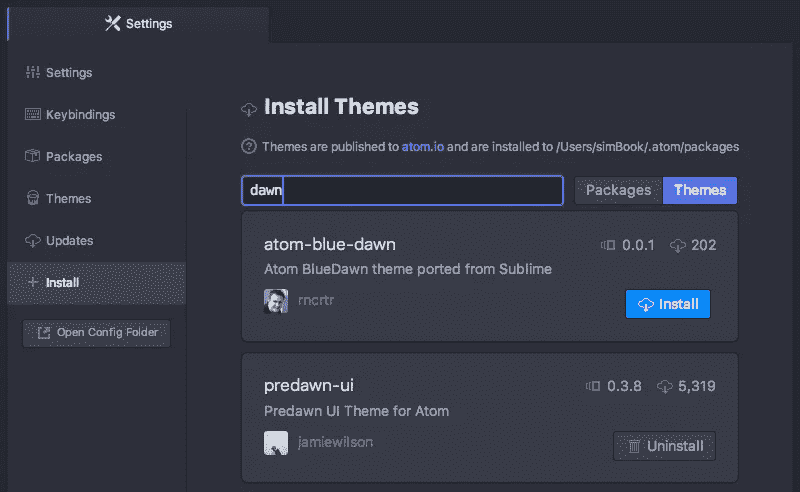 Settings
Settings
Keybindings
Packages
Themes
Updates
Install
Open Config Folder
Install Themes
Themes are published to atom.io and are installed to /Users/simBook/.atom/packages
dawn
Packages Themes
atom-blue-dawn 0.0.1 202
Atom BlueDawn theme ported from Sublime
rncrtr
Install
predawn-ui 0.3.8 5,319
Predawn UI Theme for Atom
jamiewilson
Uninstall